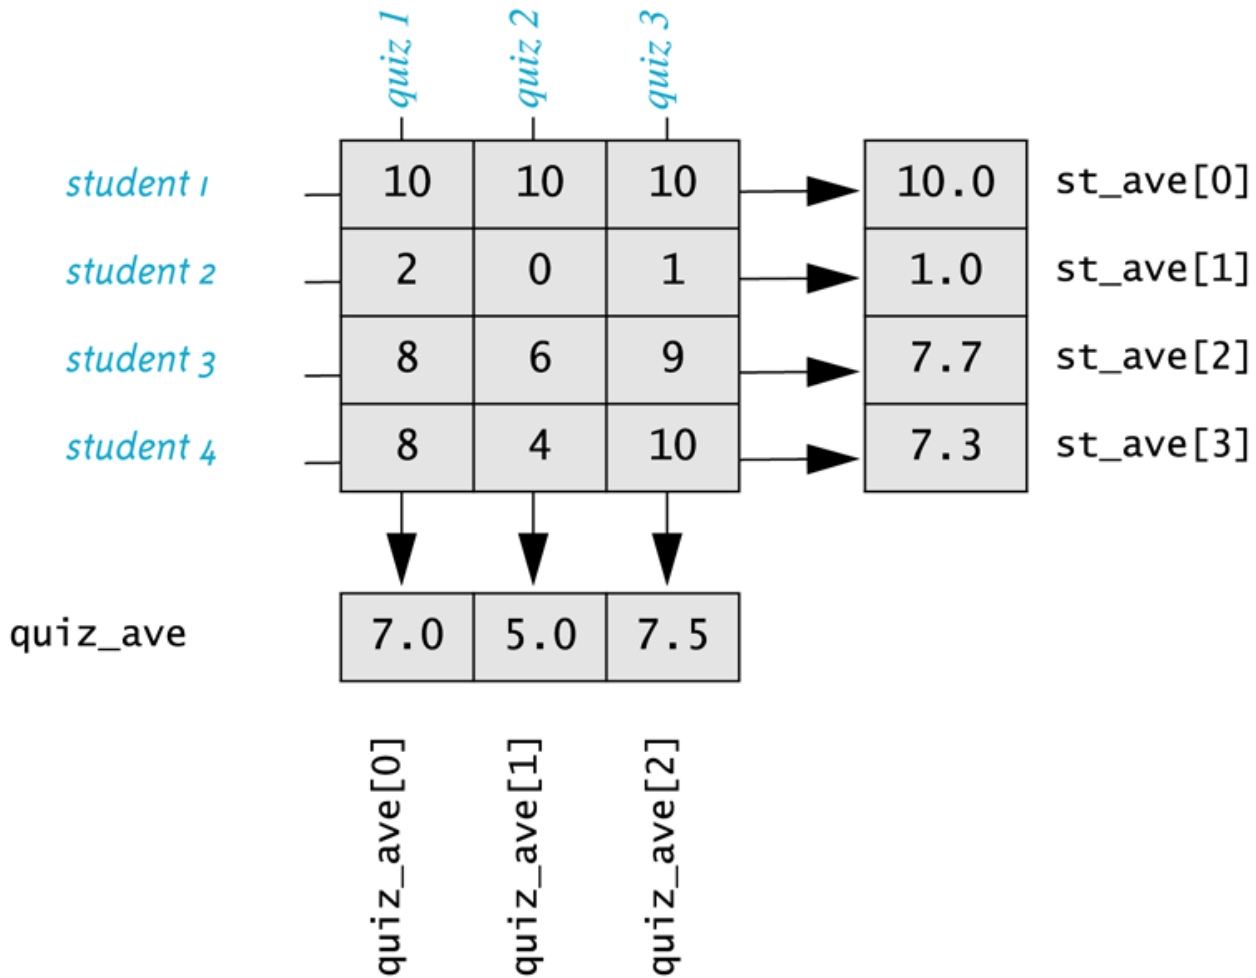 quiz 1 quiz 2 quiz 3
student 1 10 10 10 10.0 st_ave[0]
student 2 2 0 1 1.0 st_ave[1]
student 3 8 6 9 7.7 st_ave[2]
student 4 8 4 10 7.3 st_ave[3]
quiz_ave 7.0 5.0 7.5
quiz_ave[0] quiz_ave[1] quiz_ave[2]